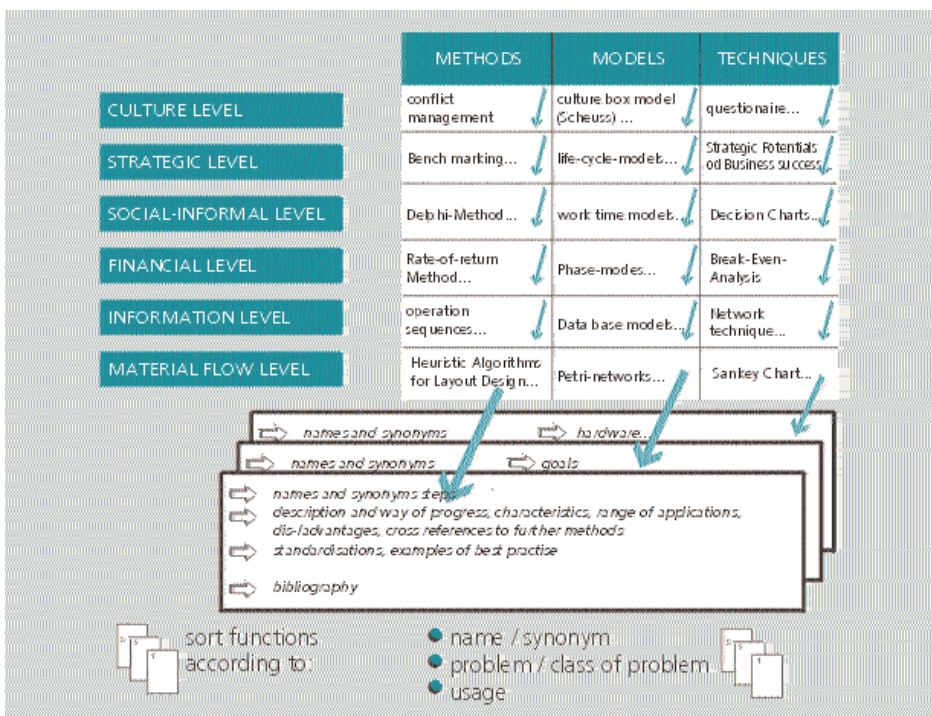 METHODS MODELS TECHNIQUES
CULTURE LEVEL
conflict
management
culture box model
(Scheuss) ...
questionaire...
STRATEGIC LEVEL
Bench marking...
life-cycle-models...
Strategic Potentials
od Business success
SOCIAL-INFORMAL LEVEL
Delphi-Method...
work time models...
Decision Charts...
FINANCIAL LEVEL
Rate-of-return
Method...
Phase-modes...
Break-Even-
Analysis
INFORMATION LEVEL
operation
sequences...
Data base models...
Network
technique...
MATERIAL FLOW LEVEL
Heuristic Algorithms
for Layout Design...
Petri-networks...
Sankey Chart...
names and synonyms hardware...
names and synonyms goals
names and synonyms steps
description and way of progress, characteristics, range of applications,
dis-/advantages, cross references to further methods
standardisations, examples of best practise
bibliography
sort functions
according to:
name / synonym
problem / class of problem
usage